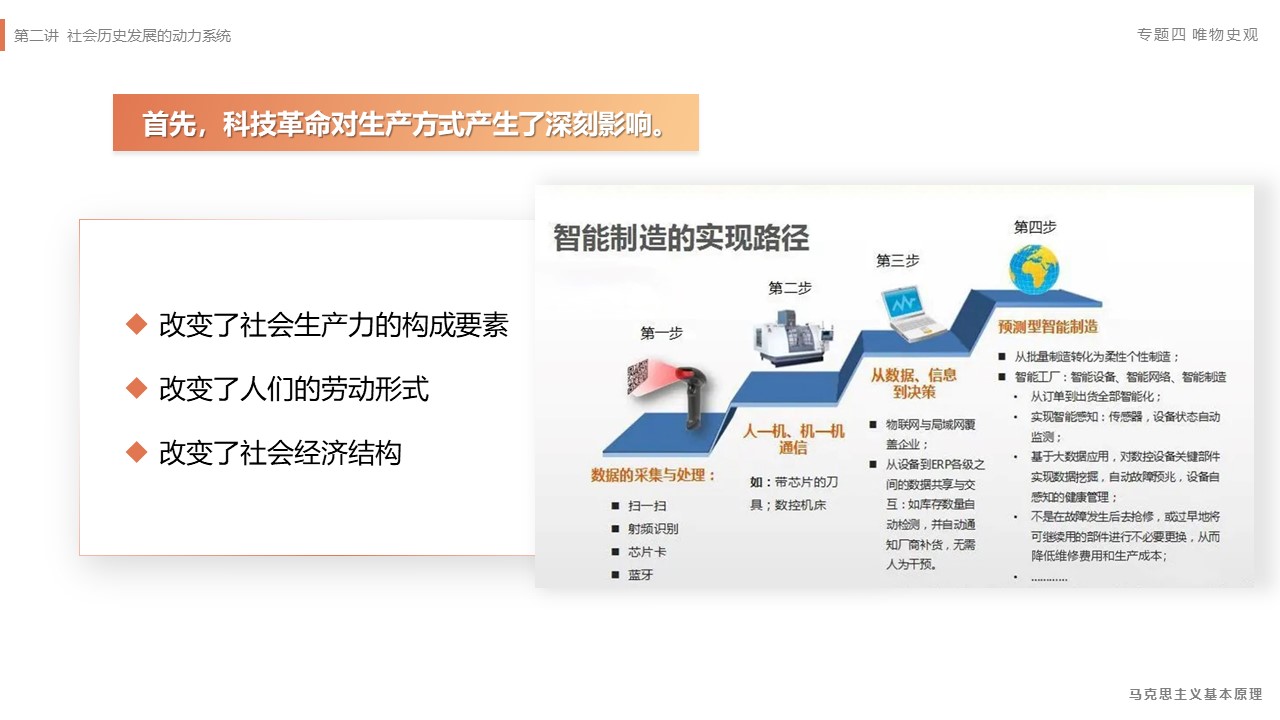 第二讲 社会历史发展的动力系统
专题四 唯物史观
首先，科技革命对生产方式产生了深刻影响。
改变了社会生产力的构成要素
改变了人们的劳动形式
改变了社会经济结构
智能制造的实现路径
第一步
数据的采集与处理：
■ 扫一扫
■ 射频识别
■ 芯片卡
■ 蓝牙
第二步
人—机、机—机
通信
如：带芯片的刀
具；数控机床
第三步
从数据、信息
到决策
■ 物联网与局域网覆
盖企业；
■ 从设备到ERP各级之
间的数据共享与交
互：如库存数量自
动检测，并自动通
知厂商补货，无需
人为干预。
第四步
预测型智能制造
■ 从批量制造转化为柔性个性制造；
■ 智能工厂：智能设备、智能网络、智能制造
• 从订单到出货全部智能化；
• 实现智能感知：传感器，设备状态自动
监测；
• 基于大数据应用，对数控设备关键部件
实现数据挖掘，自动故障预兆，设备自
感知的健康管理；
• 不是在故障发生后去抢修，或过早地将
可继续用的部件进行不必要更换，从而
降低维修费用和生产成本；
• …………
马克思主义基本原理